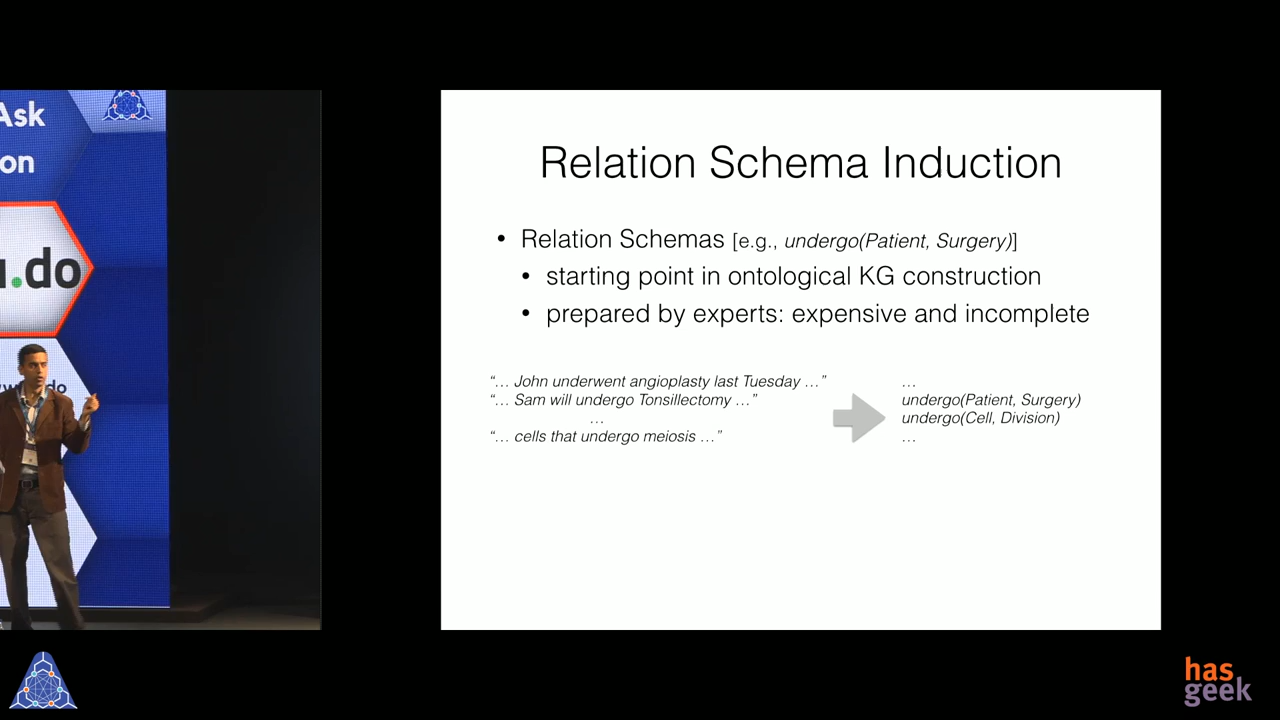 Ask
on
.do
Relation Schema Induction
• Relation Schemas [e.g., undergo(Patient, Surgery)]
• starting point in ontological KG construction
• prepared by experts: expensive and incomplete
“… John underwent angioplasty last Tuesday …”
“… Sam will undergo Tonsillectomy …”
…
“… cells that undergo meiosis …”
…
undergo(Patient, Surgery)
undergo(Cell, Division)
…
has
geek